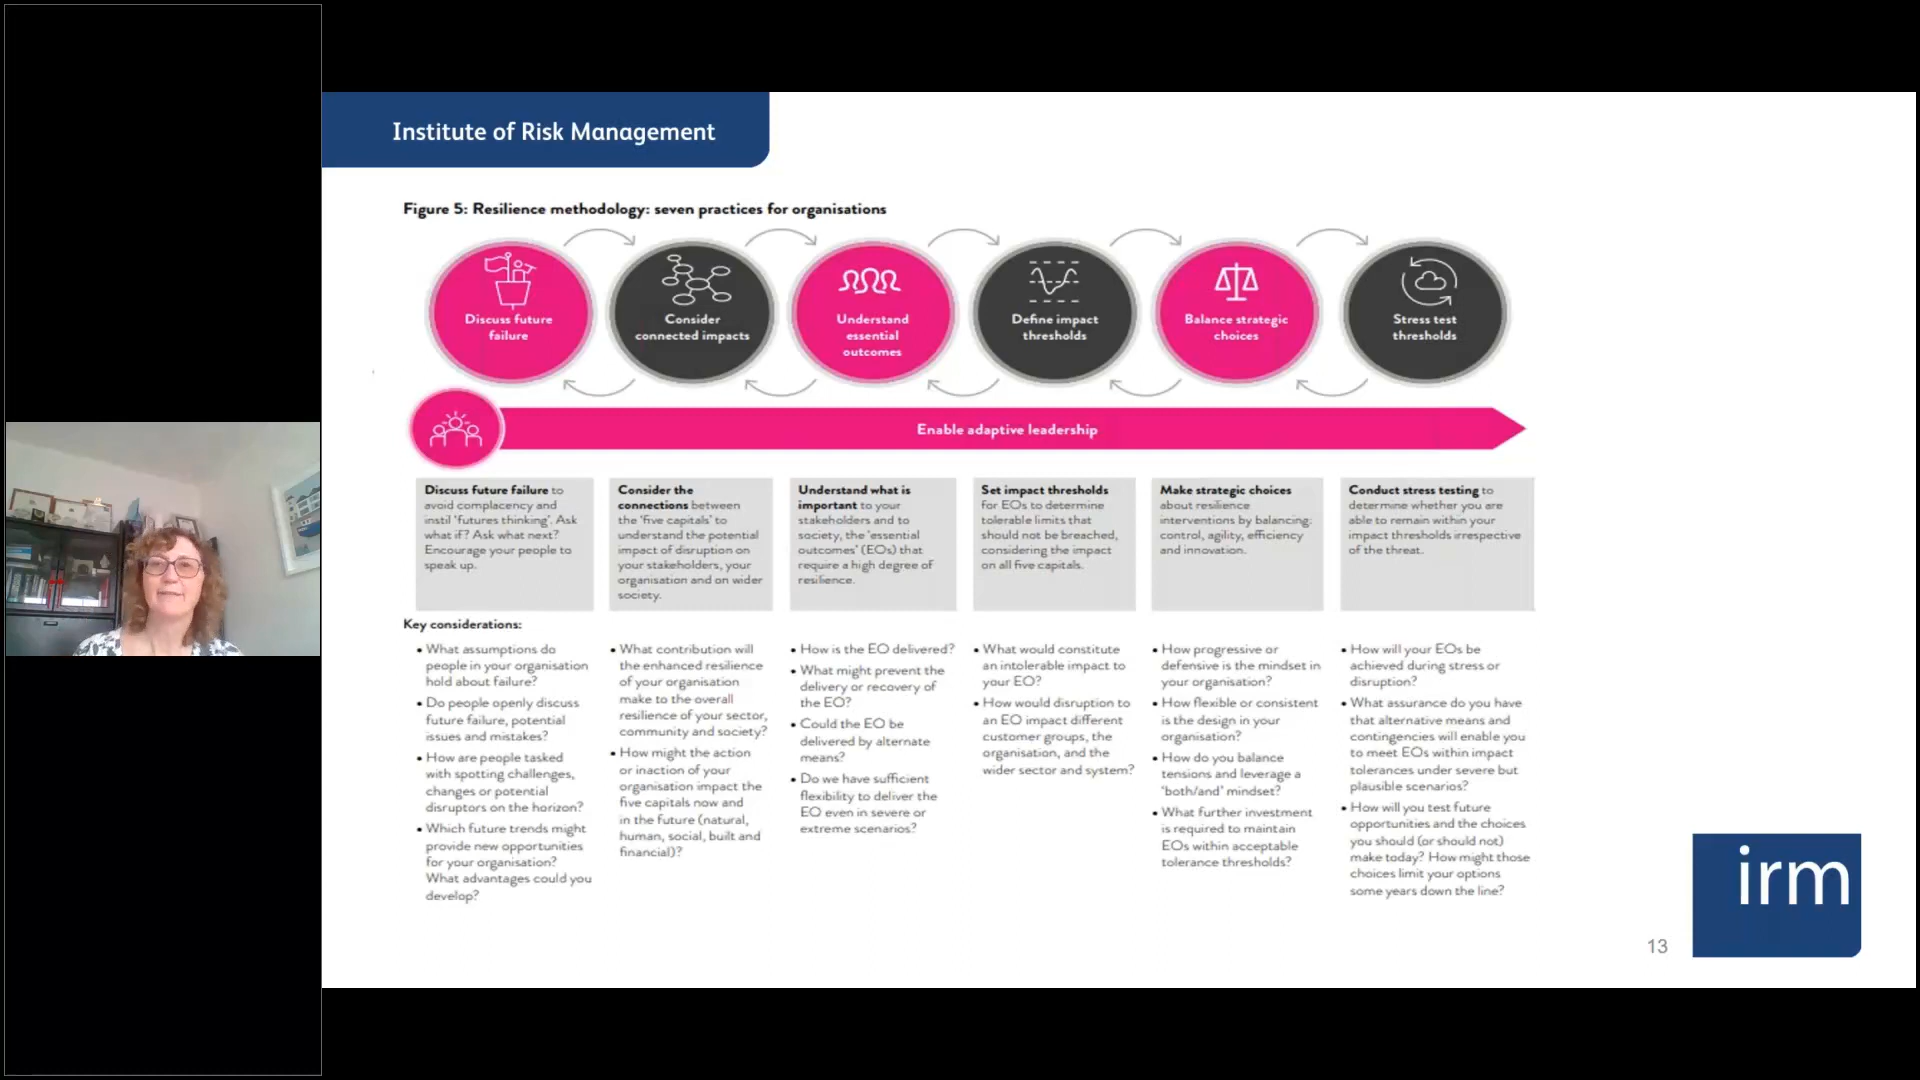 Institute of Risk Management
Figure 5: Resilience methodology: seven practices for organisations
Discuss future
failure
Consider
connected impacts
Understand
essential
outcomes
Define impact
thresholds
Balance strategic
choices
Stress test
thresholds
Enable adaptive leadership
Discuss future failure to
avoid complacency and
instil 'futures thinking'. Ask
what if? Ask what next?
Encourage your people to
speak up.
Consider the
connections between
the 'five capitals' to
understand the potential
impact of disruption on
your stakeholders, your
organisation and on wider
society.
Understand what is
important to your
stakeholders and to
society, the 'essential
outcomes' (EOs) that
require a high degree of
resilience.
Set impact thresholds
for EOs to determine
tolerable limits that
should not be breached,
considering the impact
on all five capitals.
Make strategic choices
about resilience
interventions by balancing:
control, agility, efficiency
and innovation.
Conduct stress testing to
determine whether you are
able to remain within your
impact thresholds irrespective
of the threat.
Key considerations:
• What assumptions do
people in your organisation
hold about failure?
• Do people openly discuss
future failure, potential
issues and mistakes?
• How are people tasked
with spotting challenges,
changes or potential
disruptors on the horizon?
• Which future trends might
provide new opportunities
for your organisation?
What advantages could you
develop?
• What contribution will
the enhanced resilience
of your organisation
make to the overall
resilience of your sector,
community and society?
• How might the action
or inaction of your
organisation impact the
five capitals now and
in the future (natural,
human, social, built and
financial)?
• How is the EO delivered?
• What might prevent the
delivery or recovery of
the EO?
• Could the EO be
delivered by alternate
means?
• Do we have sufficient
flexibility to deliver the
EO even in severe or
extreme scenarios?
• What would constitute
an intolerable impact to
your EO?
• How would disruption to
an EO impact different
customer groups, the
organisation, and the
wider sector and system?
• How progressive or
defensive is the mindset in
your organisation?
• How flexible or consistent
is the design in your
organisation?
• How do you balance
tensions and leverage a
'both/and' mindset?
• What further investment
is required to maintain
EOs within acceptable
tolerance thresholds?
• How will your EOs be
achieved during stress or
disruption?
• What assurance do you have
that alternative means and
contingencies will enable you
to meet EOs within impact
tolerances under severe but
plausible scenarios?
• How will you test future
opportunities and the choices
you should (or should not)
make today? How might those
choices limit your options
some years down the line?
irm
13